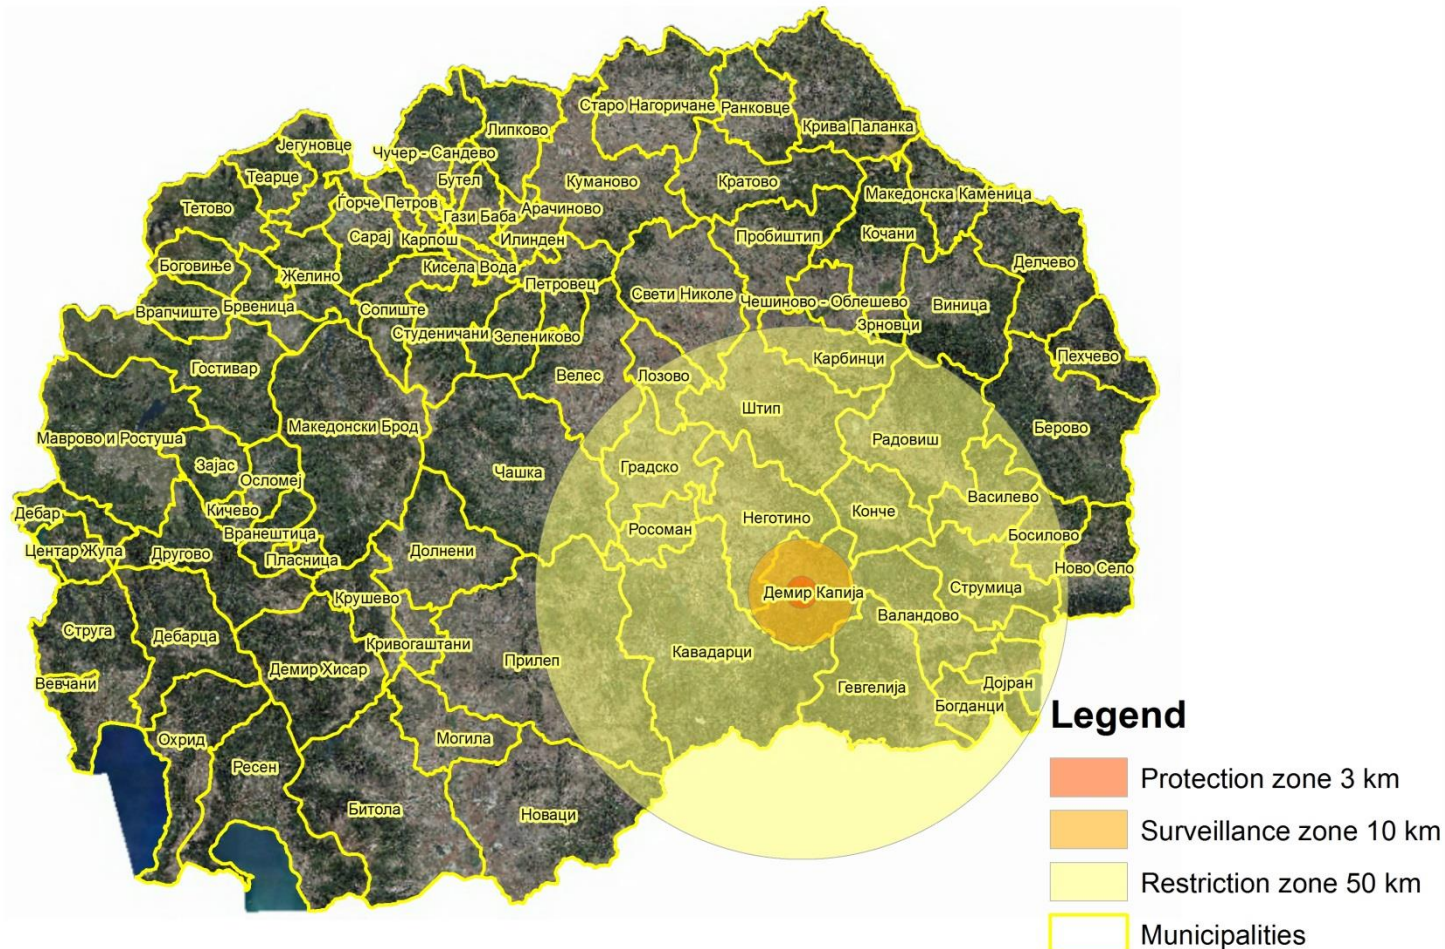 Старо Нагоричане
Ранковце
Крива Паланка
Липково
Јегуновце
Чучер - Сандево
Теарце
Бутел
Куманово
Кратово
Македонска Каменица
Тетово
Ѓорче Петров
Гази Баба
Арачиново
Сарај
Карпош
Илинден
Пробиштип
Кочани
Боговиње
Желино
Кисела Вода
Петровец
Делчево
Врапчиште
Брвеница
Сопиште
Свети Николе
Чешиново - Облешево
Виница
Студеничани
Зелениково
Зрновци
Гостивар
Велес
Лозово
Карбинци
Пехчево
Штип
Маврово и Ростуша
Македонски Брод
Радовиш
Берово
Зајас
Осломеј
Чашка
Градско
Василево
Дебар
Кичево
Вранештица
Росоман
Неготино
Конче
Босилово
Центар Жупа
Другово
Пласница
Долнени
Ново Село
Крушево
Демир Капија
Струмица
Валандово
Струга
Дебарца
Кривогаштани
Демир Хисар
Прилеп
Кавадарци
Вевчани
Гевгелија
Дојран
Богданци
Охрид
Могила
Ресен
Битола
Новаци
Legend
Protection zone 3 km
Surveillance zone 10 km
Restriction zone 50 km
Municipalities